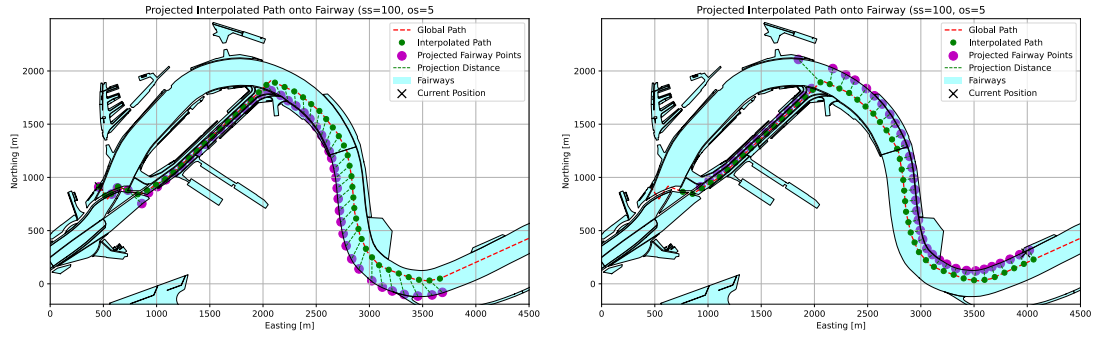 Projected Interpolated Path onto Fairway (ss=100, os=5
Global Path
Interpolated Path
Projected Fairway Points
Projection Distance
Fairways
Current Position
2000
1500
1000
500
0
Northing [m]
0 500 1000 1500 2000 2500 3000 3500 4000 4500
Easting [m]
Projected Interpolated Path onto Fairway (ss=100, os=5
Global Path
Interpolated Path
Projected Fairway Points
Projection Distance
Fairways
Current Position
2000
1500
1000
500
0
Northing [m]
0 500 1000 1500 2000 2500 3000 3500 4000 4500
Easting [m]